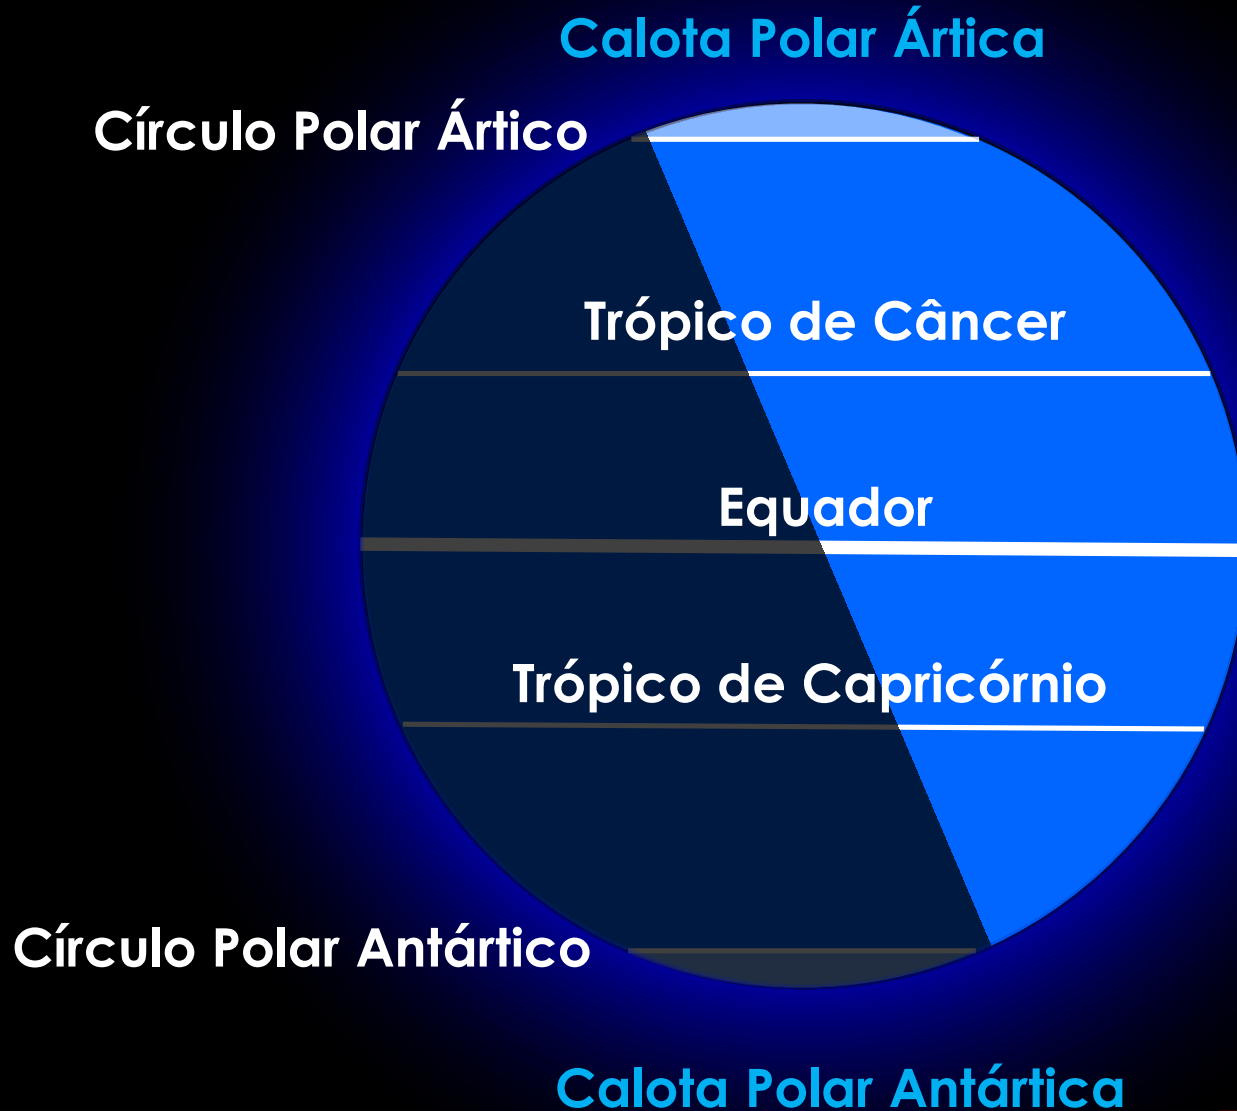 Calota Polar Ártica
Círculo Polar Ártico
Trópico de Câncer
Equador
Trópico de Capricórnio
Círculo Polar Antártico
Calota Polar Antártica